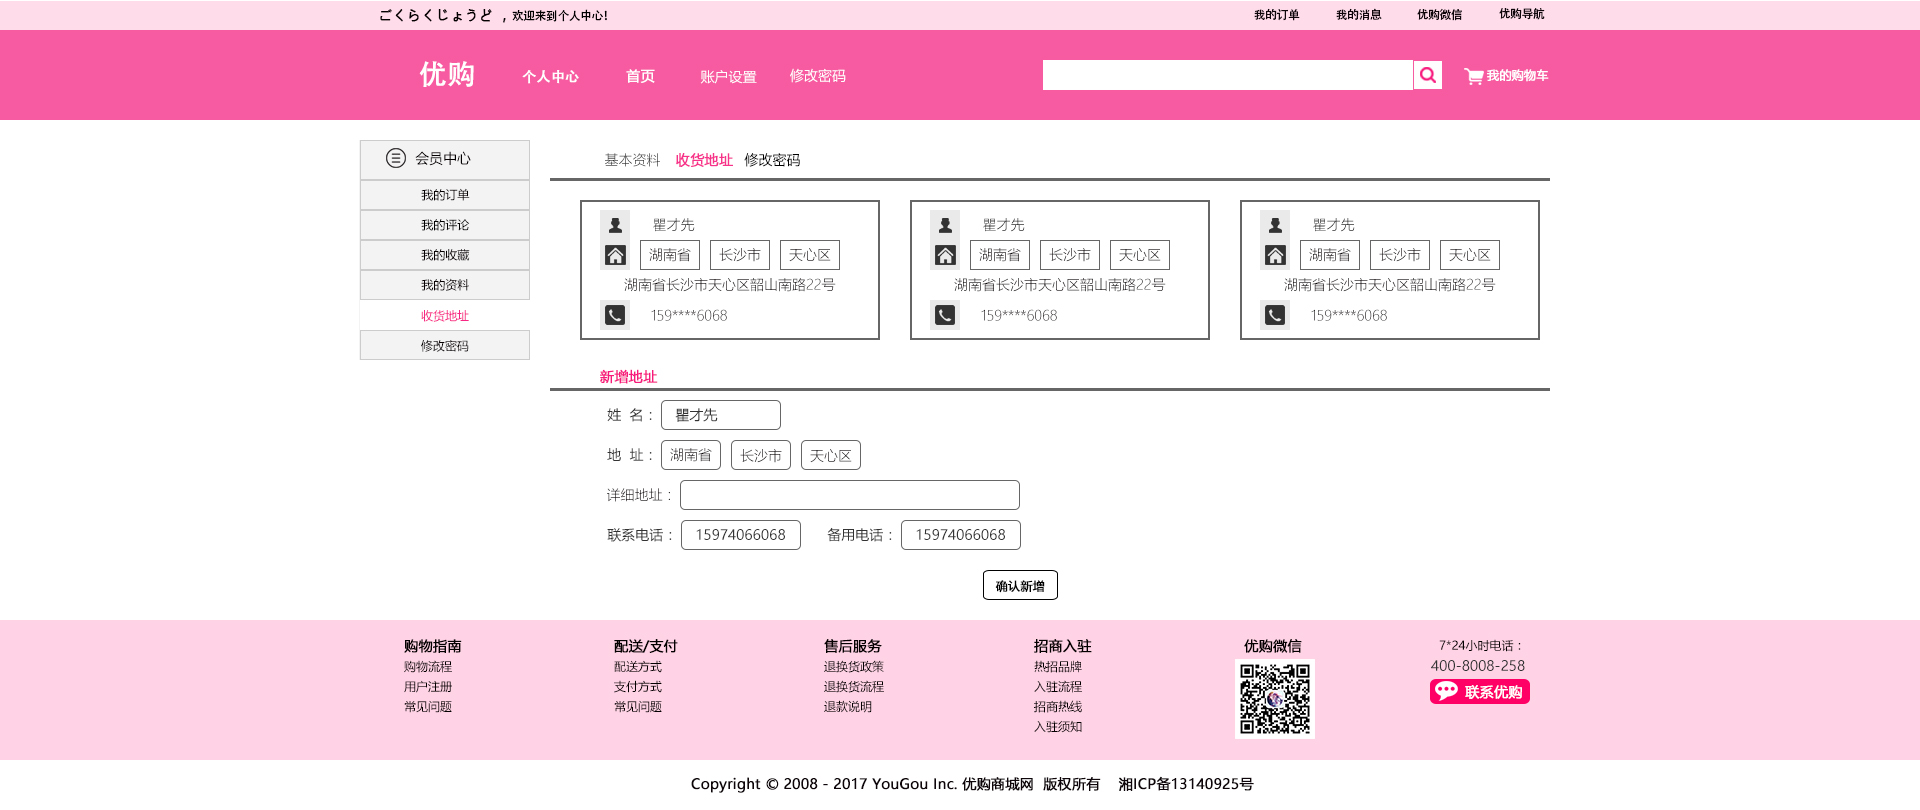 ごくらくじょうど ，欢迎来到个人中心! 我的订单 我的消息 优购微信 优购导航
优购 个人中心 首页 账户设置 修改密码 我的购物车
会员中心
我的订单
我的评论
我的收藏
我的资料
收货地址
修改密码
基本资料 收货地址 修改密码
瞿才先
湖南省 长沙市 天心区
湖南省长沙市天心区韶山南路22号
159****6068
瞿才先
湖南省 长沙市 天心区
湖南省长沙市天心区韶山南路22号
159****6068
瞿才先
湖南省 长沙市 天心区
湖南省长沙市天心区韶山南路22号
159****6068
新增地址
姓 名： 瞿才先
地 址： 湖南省 长沙市 天心区
详细地址：
联系电话： 15974066068 备用电话： 15974066068
确认新增
购物指南
购物流程
用户注册
常见问题
配送/支付
配送方式
支付方式
常见问题
售后服务
退换货政策
退换货流程
退款说明
招商入驻
热招品牌
入驻流程
招商热线
入驻须知
优购微信
7*24小时电话：
400-8008-258
联系优购
Copyright © 2008 - 2017 YouGou Inc. 优购商城网 版权所有 湘ICP备13140925号